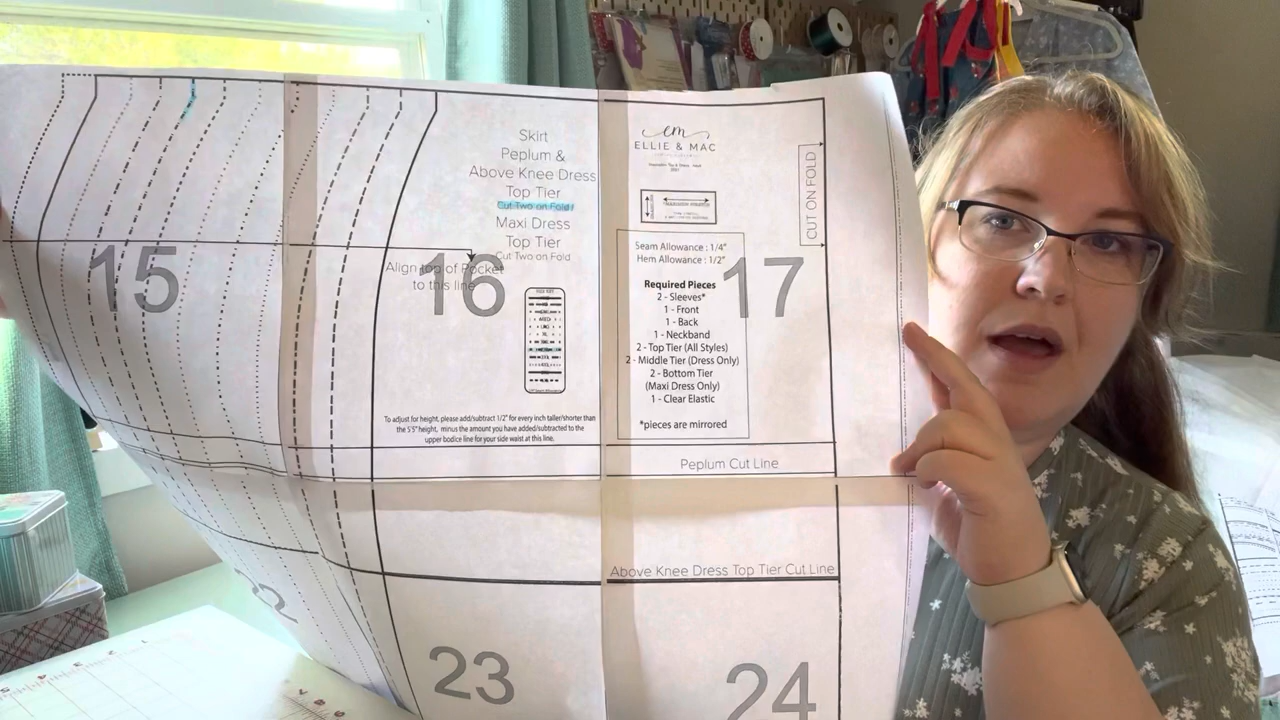 Skirt
Peplum &
Above Knee Dress
Top Tier
Cut Two on Fold!
Maxi Dress
Top Tier
Cut Two on Fold
15
Align top of Pocket
to this line
16
To adjust for height, please add/subtract 1/2" for every inch taller/shorter than
the 5'5" height, minus the amount you have added/subtracted to the
upper bodice line for your side waist at this line.
em
ELLIE & MAC
CUT ON FOLD
Seam Allowance : 1/4"
Hem Allowance : 1/2"
17
Required Pieces
2 - Sleeves*
1 - Front
1 - Back
1 - Neckband
2 - Top Tier (All Styles)
2 - Middle Tier (Dress Only)
2 - Bottom Tier
(Maxi Dress Only)
1 - Clear Elastic
*pieces are mirrored
Peplum Cut Line
Above Knee Dress Top Tier Cut Line
23
24